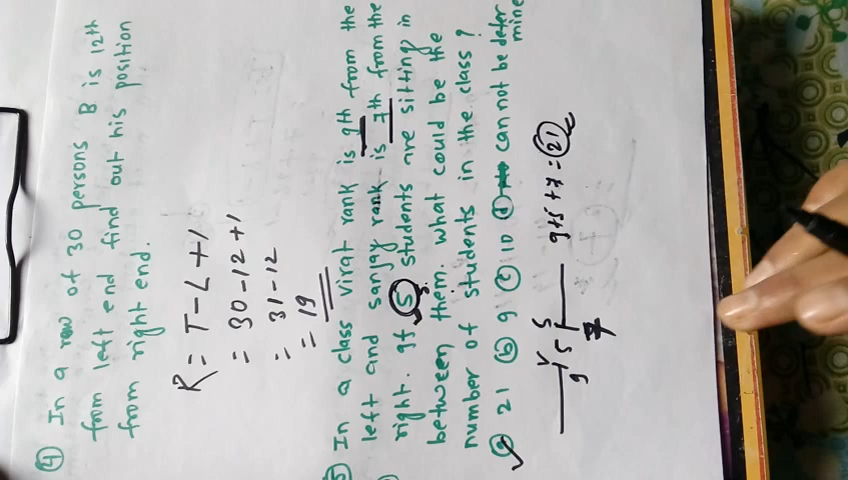 ④ In a row of 30 persons B is 12th
from left end find out his position
from right end.
R = T - L + 1
= 30 - 12 + 1
= 31 - 12
= 19
⑤ In a class virat rank is 9th from the
left and sanjay rank is 7th from the
right. If 5 students are sitting in
between them. what could be the
number of students in the class?
ⓐ 21 ⓑ 9 ⓒ 10 ⓓ can not be deter
mine
V 5 S
9 7
9+5+7 = 21